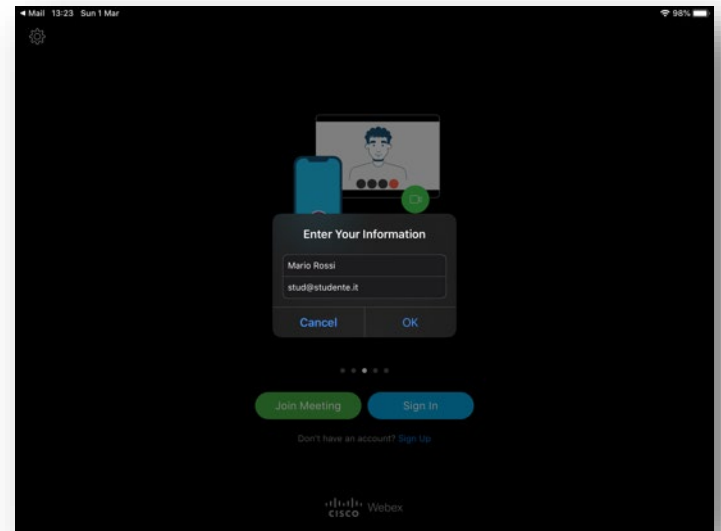 ◀ Mail 13:23 Sun 1 Mar 98%
Enter Your Information
Mario Rossi
stud@studente.it
Cancel OK
Join Meeting Sign In
Don't have an account? Sign Up
CISCO Webex